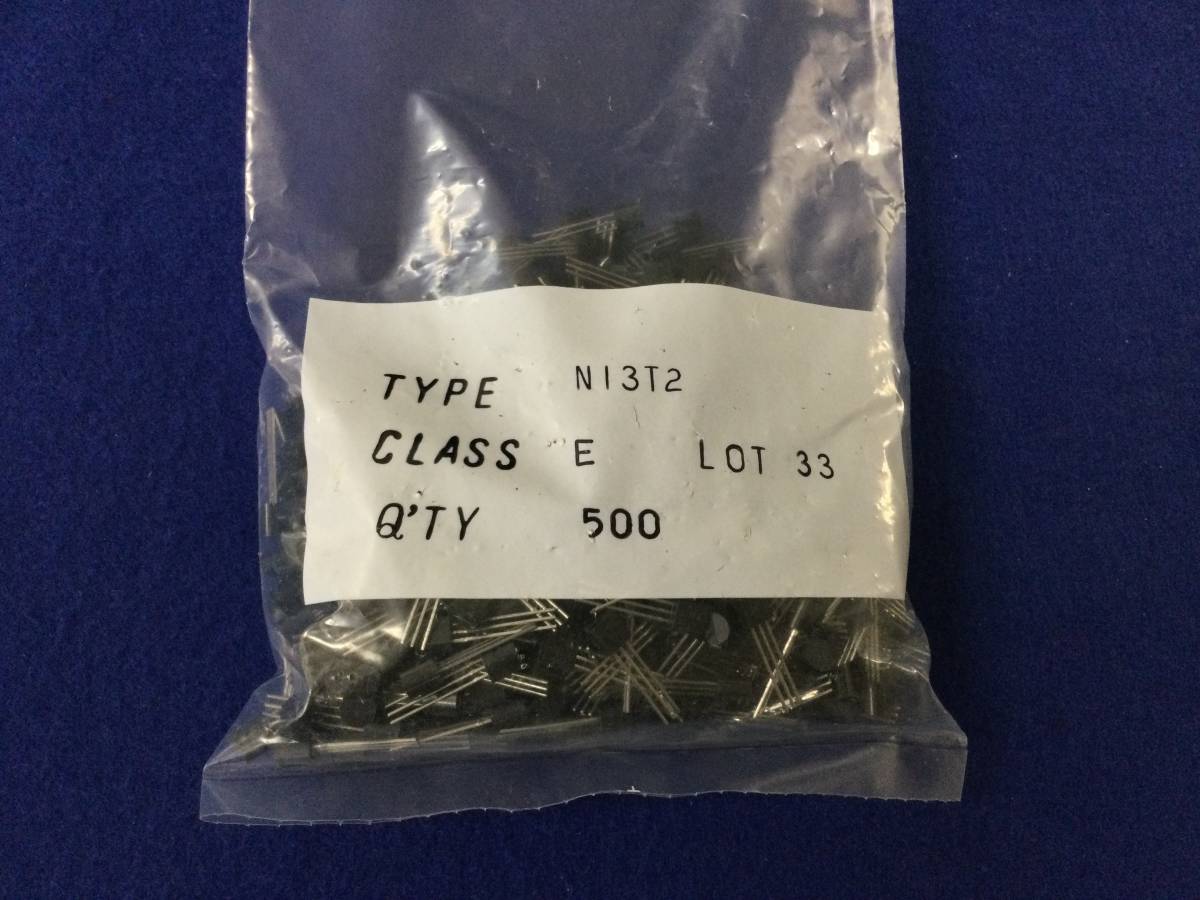 TYPE N13T2
CLASS E LOT 33
Q'TY 500